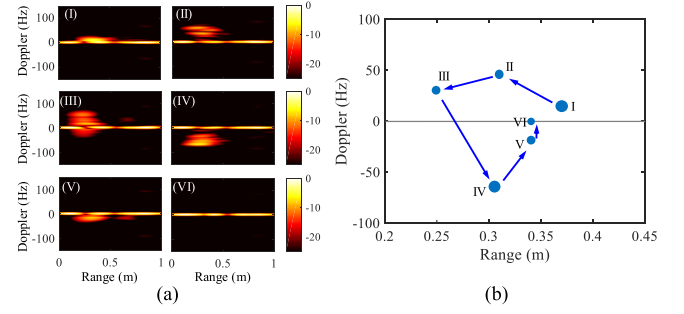 (a)
(I)
(II)
0
-10
-20
0
-10
-20
Doppler (Hz)
100
0
-100
(III)
(IV)
0
-10
-20
Doppler (Hz)
100
0
-100
(V)
(VI)
0
-10
-20
Doppler (Hz)
100
0
-100
0
0.5
1
0
0.5
1
Range (m)
Range (m)
(a)
(b)
100
50
0
-50
-100
Doppler (Hz)
III
II
I
VI
V
IV
0.2
0.25
0.3
0.35
0.4
0.45
Range (m)
(b)